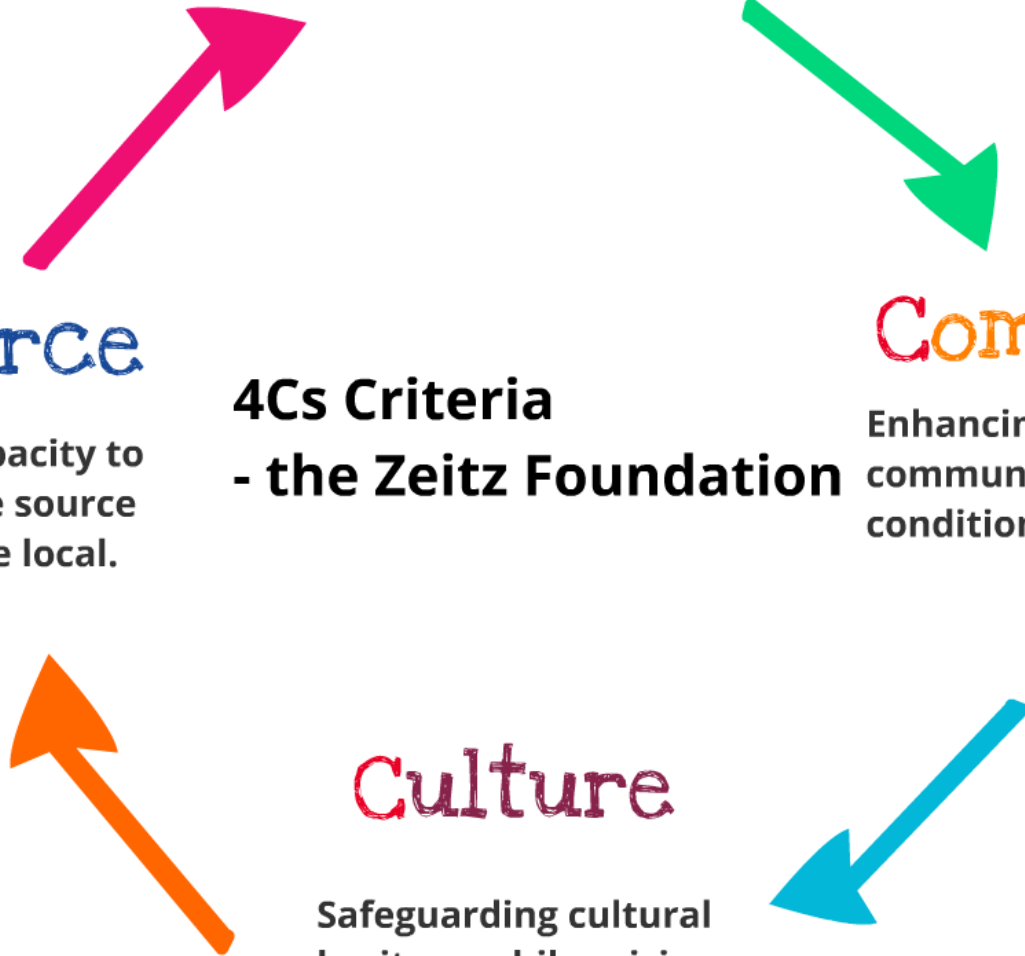 rce
pacity to
e source
e local.
4Cs Criteria
- the Zeitz Foundation
Com
Enhancin
commun
condition
Culture
Safeguarding cultural